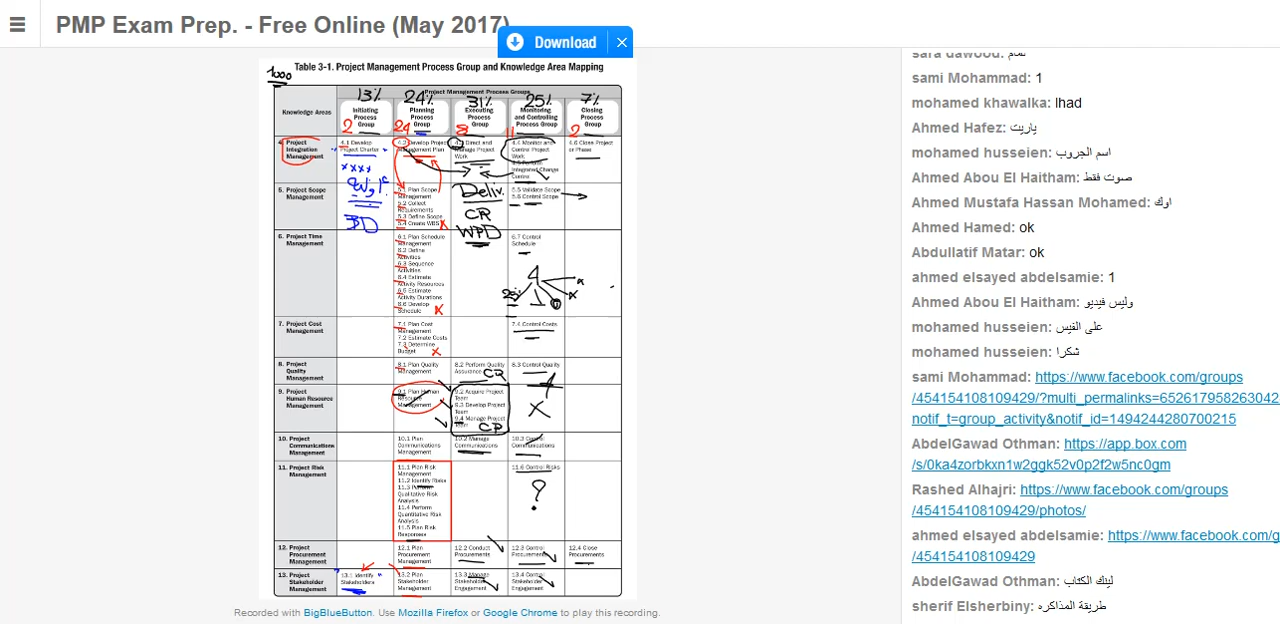 PMP Exam Prep. - Free Online (May 2017)
Download
1000
Table 3-1. Project Management Process Group and Knowledge Area Mapping
Project Management Process Groups
Knowledge Areas
13%
Initiating Process Group
2
24%
Planning Process Group
24
31%
Executing Process Group
8
25%
Monitoring and Controlling Process Group
11
7%
Closing Process Group
2
4. Project Integration Management
4.1 Develop Project Charter
4.2 Develop Project Management Plan
4.3 Direct and Manage Project Work
4.4 Monitor and Control Project Work
4.5 Perform Integrated Change Control
4.6 Close Project or Phase
xxxx
5. Project Scope Management
5.1 Plan Scope Management
5.2 Collect Requirements
5.3 Define Scope
5.4 Create WBS
Deliv.
CR
WPD
5.5 Validate Scope
5.6 Control Scope
6. Project Time Management
6.1 Plan Schedule Management
6.2 Define Activities
6.3 Sequence Activities
6.4 Estimate Activity Resources
6.5 Estimate Activity Durations
6.6 Develop Schedule
6.7 Control Schedule
4
7. Project Cost Management
7.1 Plan Cost Management
7.2 Estimate Costs
7.3 Determine Budget
7.4 Control Costs
8. Project Quality Management
8.1 Plan Quality Management
8.2 Perform Quality Assurance
8.3 Control Quality
9. Project Human Resource Management
9.1 Plan Human Resource Management
9.2 Acquire Project Team
9.3 Develop Project Team
9.4 Manage Project Team
10. Project Communications Management
10.1 Plan Communications Management
10.2 Manage Communications
10.3 Control Communications
11. Project Risk Management
11.1 Plan Risk Management
11.2 Identify Risks
11.3 Perform Qualitative Risk Analysis
11.4 Perform Quantitative Risk Analysis
11.5 Plan Risk Responses
11.6 Control Risks
?
12. Project Procurement Management
12.1 Plan Procurement Management
12.2 Conduct Procurements
12.3 Control Procurements
12.4 Close Procurements
13. Project Stakeholder Management
13.1 Identify Stakeholders
13.2 Plan Stakeholder Management
13.3 Manage Stakeholder Engagement
13.4 Control Stakeholder Engagement
Recorded with BigBlueButton. Use Mozilla Firefox or Google Chrome to play this recording.
sara dawood: تمام
sami Mohammad: 1
mohamed khawalka: Ihad
Ahmed Hafez: ياريت
mohamed husseien: اسم الجروب
Ahmed Abou El Haitham: صوت فقط
Ahmed Mustafa Hassan Mohamed: اوك
Ahmed Hamed: ok
Abdullatif Matar: ok
ahmed elsayed abdelsamie: 1
Ahmed Abou El Haitham: وليس فيديو
mohamed husseien: على الفيس
mohamed husseien: شكرا
sami Mohammad: https://www.facebook.com/groups
/454154108109429/?multi_permalinks=652617958263042
notif_t=group_activity&notif_id=1494244280700215
AbdelGawad Othman: https://app.box.com
/s/0ka4zorbkxn1w2ggk52v0p2f2w5nc0gm
Rashed Alhajri: https://www.facebook.com/groups
/454154108109429/photos/
ahmed elsayed abdelsamie: https://www.facebook.com/g
/454154108109429
AbdelGawad Othman: لينك الكتاب
sherif Elsherbiny: طريقة المذاكره